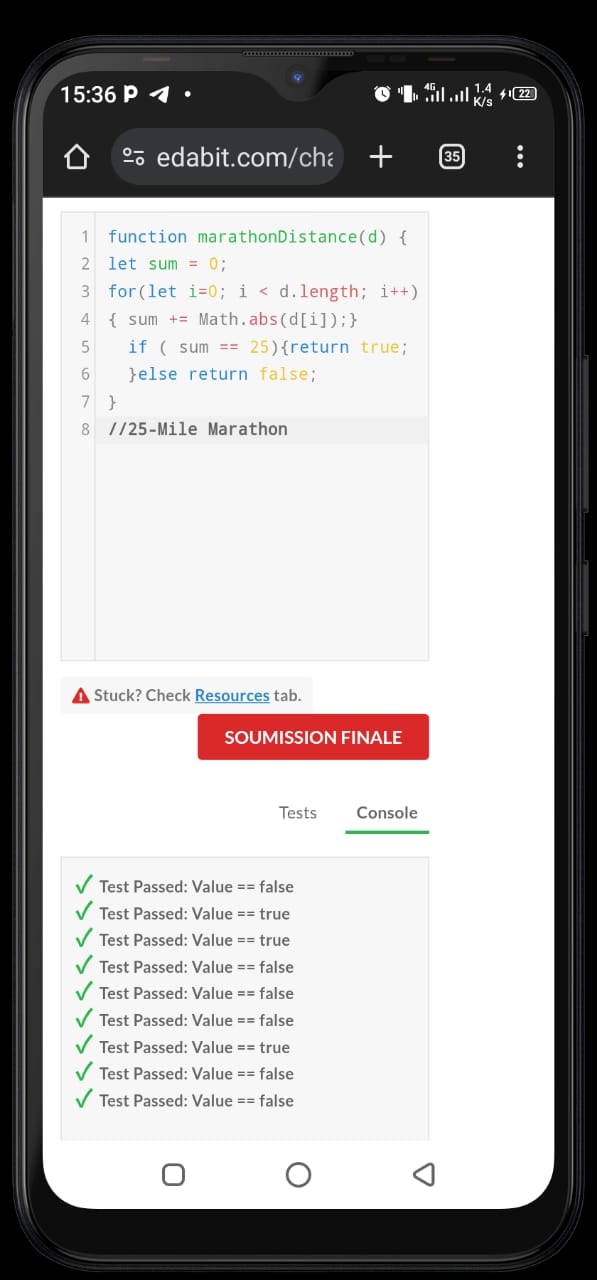 15:36 P 4G 1.4 K/s 22
edabit.com/cha 35
1 function marathonDistance(d) {
2 let sum = 0;
3 for(let i=0; i < d.length; i++)
4 { sum += Math.abs(d[i]);}
5 if ( sum == 25){return true;
6 }else return false;
7 }
8 //25-Mile Marathon
Stuck? Check Resources tab.
SOUMISSION FINALE
Tests Console
Test Passed: Value == false
Test Passed: Value == true
Test Passed: Value == true
Test Passed: Value == false
Test Passed: Value == false
Test Passed: Value == false
Test Passed: Value == true
Test Passed: Value == false
Test Passed: Value == false